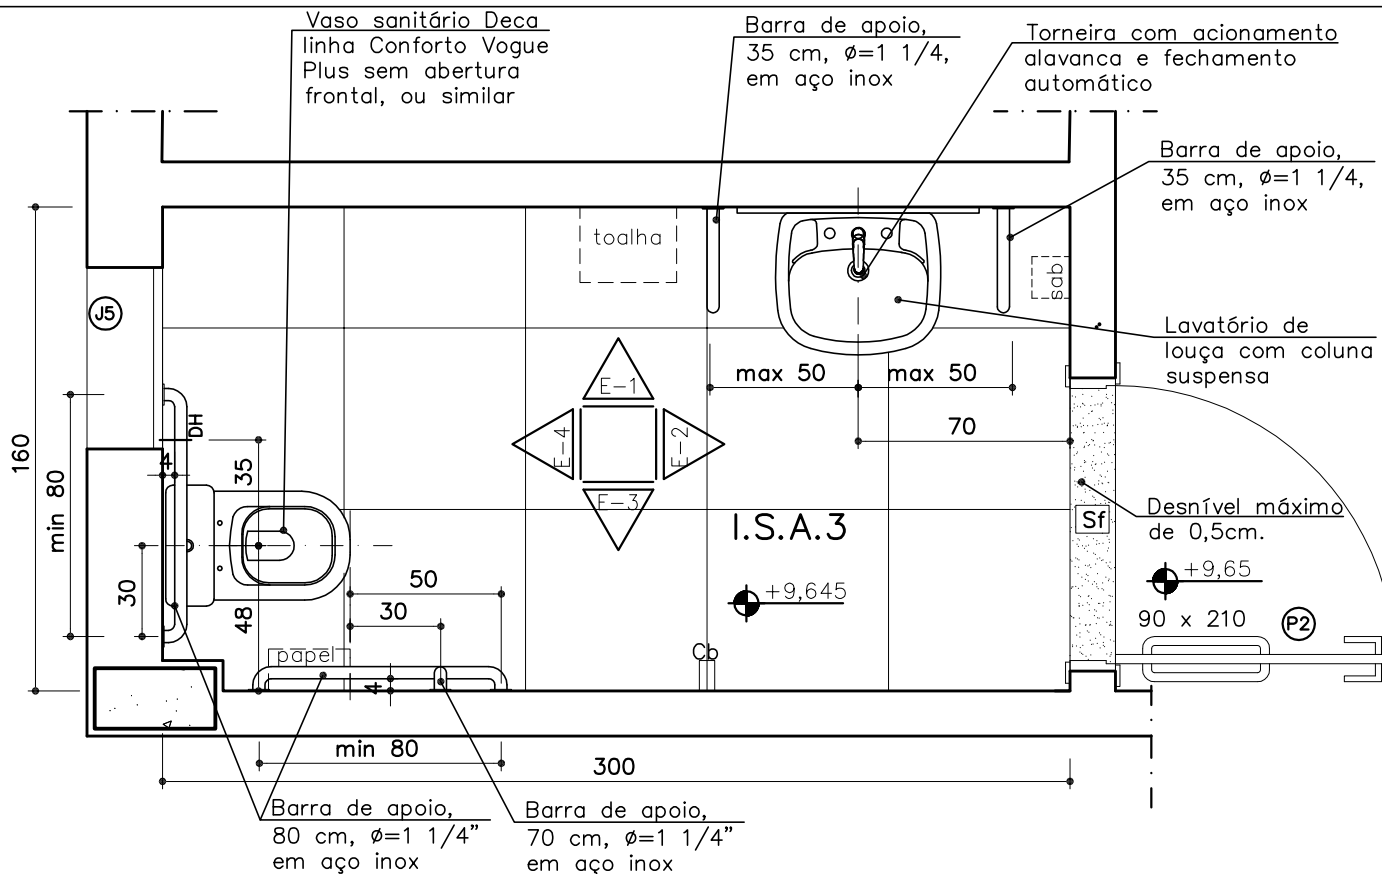 Vaso sanitário Deca
linha Conforto Vogue
Plus sem abertura
frontal, ou similar
Barra de apoio,
35 cm, ø=1 1/4,
em aço inox
Torneira com acionamento
alavanca e fechamento
automático
Barra de apoio,
35 cm, ø=1 1/4,
em aço inox
toalha
sab
J5
Lavatório de
louça com coluna
suspensa
max 50
max 50
E-1
E-4
E-2
E-3
DH
70
160
min 80
4
35
I.S.A.3
Sf
Desnível máximo
de 0,5cm.
+9,645
+9,65
90 x 210
P2
30
48
50
30
papel
4
Cb
min 80
300
Barra de apoio,
80 cm, ø=1 1/4”
em aço inox
Barra de apoio,
70 cm, ø=1 1/4”
em aço inox